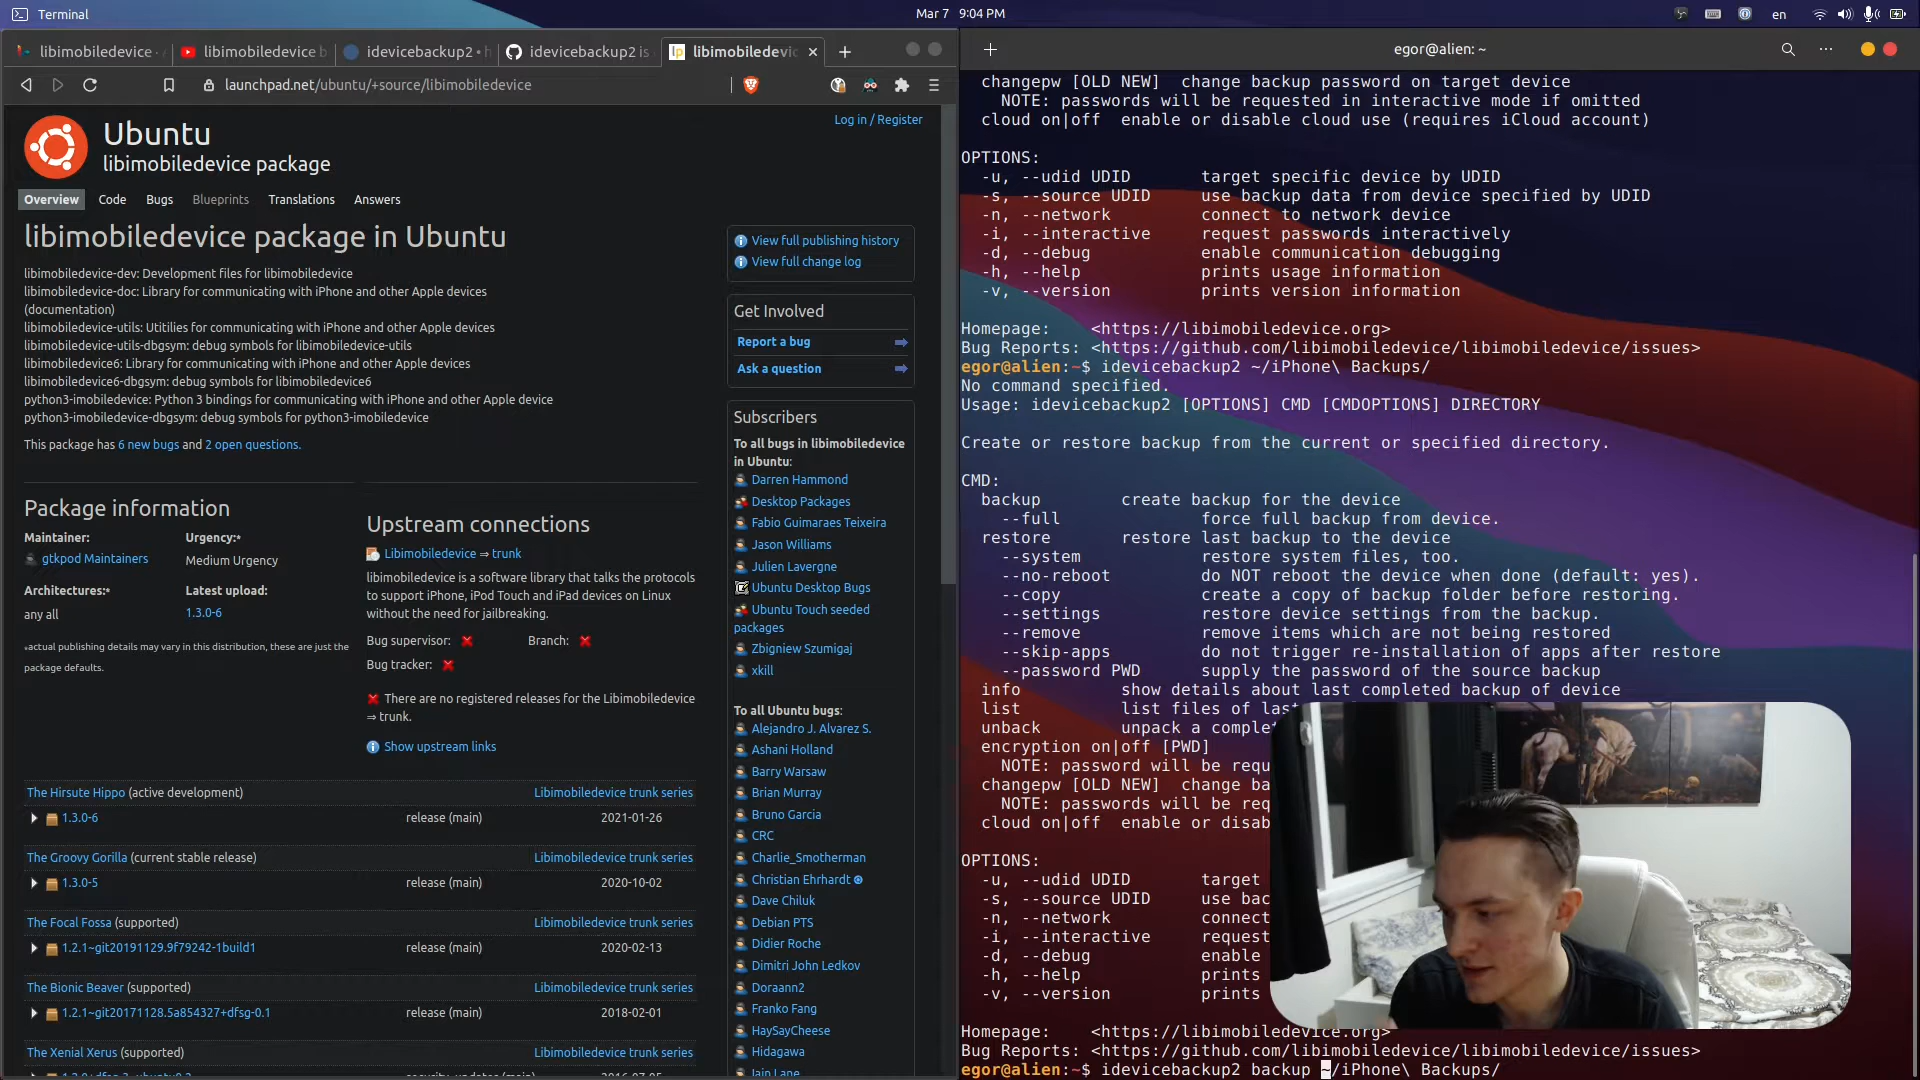 Terminal
Mar 7 9:04 PM
en
libimobiledevice ·
libimobiledevice b
idevicebackup2 • h
idevicebackup2 is
libimobiledevic
launchpad.net/ubuntu/+source/libimobiledevice
Log in / Register
Ubuntu
libimobiledevice package
Overview Code Bugs Blueprints Translations Answers
libimobiledevice package in Ubuntu
libimobiledevice-dev: Development files for libimobiledevice
libimobiledevice-doc: Library for communicating with iPhone and other Apple devices
(documentation)
libimobiledevice-utils: Utitilies for communicating with iPhone and other Apple devices
libimobiledevice-utils-dbgsym: debug symbols for libimobiledevice-utils
libimobiledevice6: Library for communicating with iPhone and other Apple devices
libimobiledevice6-dbgsym: debug symbols for libimobiledevice6
python3-imobiledevice: Python 3 bindings for communicating with iPhone and other Apple device
python3-imobiledevice-dbgsym: debug symbols for python3-imobiledevice
This package has 6 new bugs and 2 open questions.
Package information
Maintainer: Urgency:*
gtkpod Maintainers Medium Urgency
Architectures:* Latest upload:
any all 1.3.0-6
*actual publishing details may vary in this distribution, these are just the
package defaults.
Upstream connections
Libimobiledevice ⇒ trunk
libimobiledevice is a software library that talks the protocols
to support iPhone, iPod Touch and iPad devices on Linux
without the need for jailbreaking.
Bug supervisor: Branch:
Bug tracker:
There are no registered releases for the Libimobiledevice
⇒ trunk.
Show upstream links
The Hirsute Hippo (active development) Libimobiledevice trunk series
1.3.0-6 release (main) 2021-01-26
The Groovy Gorilla (current stable release) Libimobiledevice trunk series
1.3.0-5 release (main) 2020-10-02
The Focal Fossa (supported) Libimobiledevice trunk series
1.2.1~git20191129.9f79242-1build1 release (main) 2020-02-13
The Bionic Beaver (supported) Libimobiledevice trunk series
1.2.1~git20171128.5a854327+dfsg-0.1 release (main) 2018-02-01
The Xenial Xerus (supported) Libimobiledevice trunk series
View full publishing history
View full change log
Get Involved
Report a bug
Ask a question
Subscribers
To all bugs in libimobiledevice
in Ubuntu:
Darren Hammond
Desktop Packages
Fabio Guimaraes Teixeira
Jason Williams
Julien Lavergne
Ubuntu Desktop Bugs
Ubuntu Touch seeded
packages
Zbigniew Szumigaj
xkill
To all Ubuntu bugs:
Alejandro J. Alvarez S.
Ashani Holland
Barry Warsaw
Brian Murray
Bruno Garcia
CRC
Charlie_Smotherman
Christian Ehrhardt
Dave Chiluk
Debian PTS
Didier Roche
Dimitri John Ledkov
Doraann2
Franko Fang
HaySayCheese
Hidagawa
Iain Lane
egor@alien: ~
changepw [OLD NEW] change backup password on target device
NOTE: passwords will be requested in interactive mode if omitted
cloud on|off enable or disable cloud use (requires iCloud account)
OPTIONS:
-u, --udid UDID target specific device by UDID
-s, --source UDID use backup data from device specified by UDID
-n, --network connect to network device
-i, --interactive request passwords interactively
-d, --debug enable communication debugging
-h, --help prints usage information
-v, --version prints version information
Homepage: <https://libimobiledevice.org>
Bug Reports: <https://github.com/libimobiledevice/libimobiledevice/issues>
egor@alien:~$ idevicebackup2 ~/iPhone\ Backups/
No command specified.
Usage: idevicebackup2 [OPTIONS] CMD [CMDOPTIONS] DIRECTORY
Create or restore backup from the current or specified directory.
CMD:
backup create backup for the device
--full force full backup from device.
restore restore last backup to the device
--system restore system files, too.
--no-reboot do NOT reboot the device when done (default: yes).
--copy create a copy of backup folder before restoring.
--settings restore device settings from the backup.
--remove remove items which are not being restored
--skip-apps do not trigger re-installation of apps after restore
--password PWD supply the password of the source backup
info show details about last completed backup of device
list list files of las
unback unpack a complet
encryption on|off [PWD]
NOTE: password will be requ
changepw [OLD NEW] change ba
NOTE: passwords will be req
cloud on|off enable or disab
OPTIONS:
-u, --udid UDID target
-s, --source UDID use bac
-n, --network connect
-i, --interactive request
-d, --debug enable
-h, --help prints
-v, --version prints
Homepage: <https://libimobiledevice.org>
Bug Reports: <https://github.com/libimobiledevice/libimobiledevice/issues>
egor@alien:~$ idevicebackup2 backup ~/iPhone\ Backups/